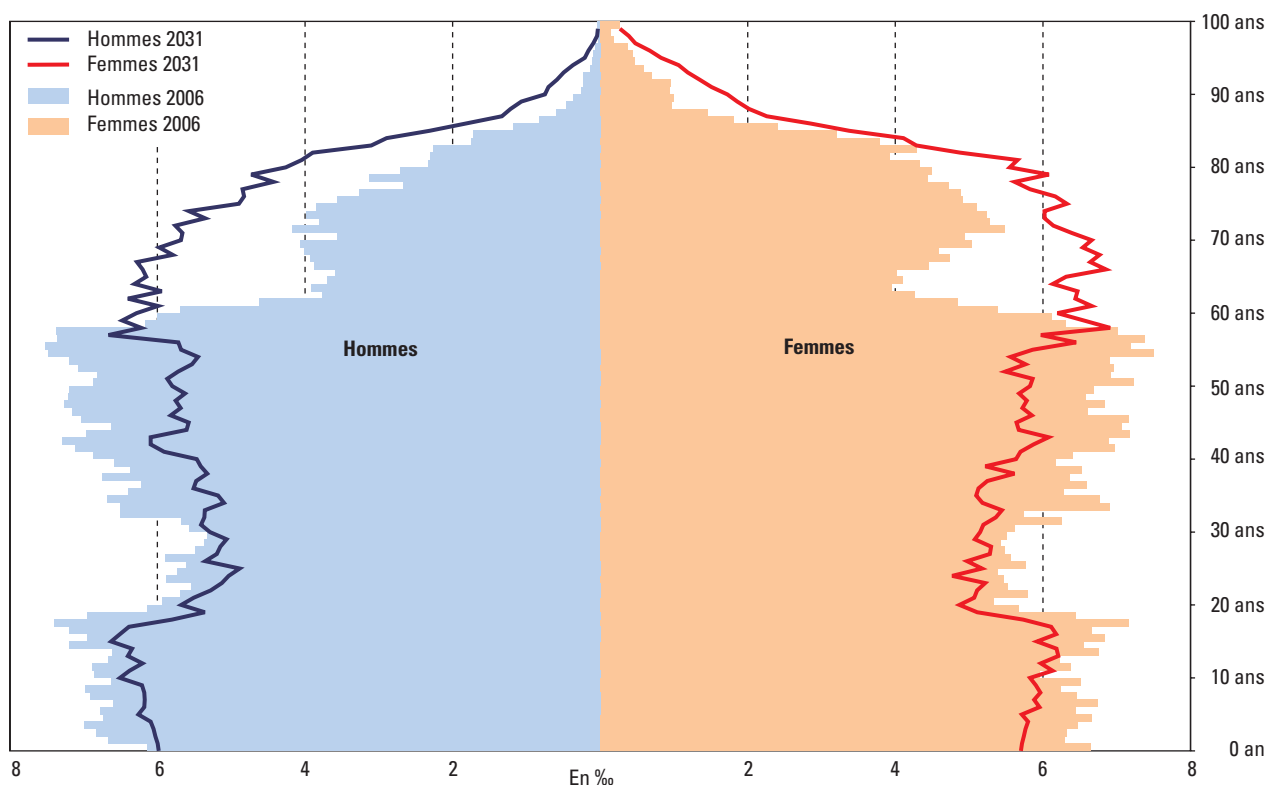 Hommes 2031
Femmes 2031
Hommes 2006
Femmes 2006
Hommes
Femmes
100 ans
90 ans
80 ans
70 ans
60 ans
50 ans
40 ans
30 ans
20 ans
10 ans
0 an
8 6 4 2 En ‰ 2 4 6 8